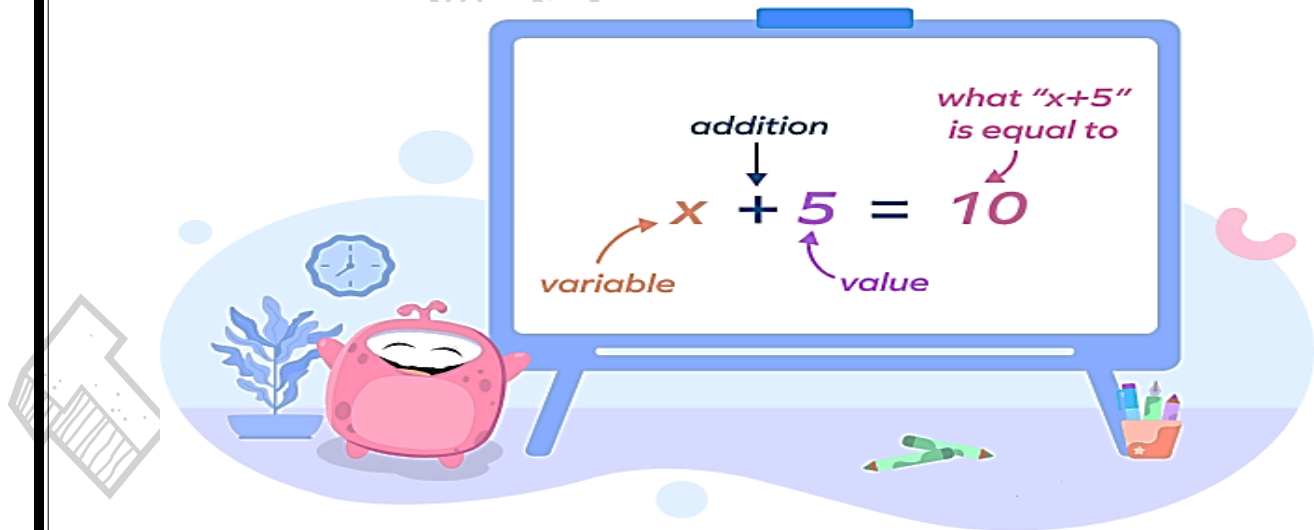 addition
what "x+5"
is equal to
x + 5 = 10
variable
value